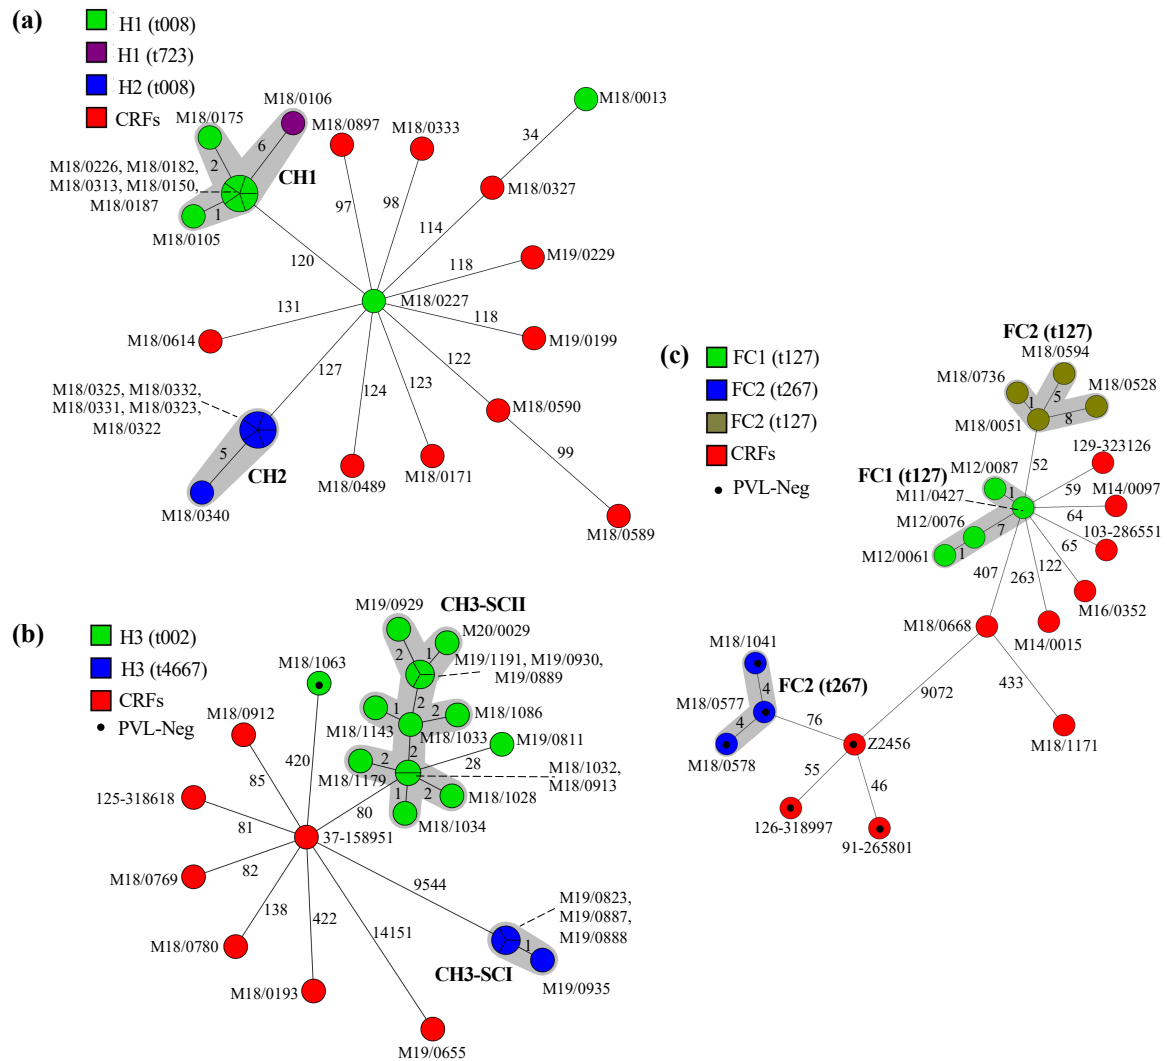 (a)
H1 (t008)
H1 (t723)
H2 (t008)
CRFs
M18/0106
M18/0175
M18/0897
M18/0333
M18/0013
34
6
2
M18/0226, M18/0182,
M18/0313, M18/0150,
M18/0187
CH1
M18/0327
1
M18/0105
97
98
114
M19/0229
118
120
M18/0227
131
118
M19/0199
M18/0614
122
127
124
123
M18/0325, M18/0332,
M18/0331, M18/0323,
M18/0322
M18/0590
99
5
CH2
M18/0340
M18/0489
M18/0171
M18/0589
(b)
H3 (t002)
H3 (t4667)
CRFs
PVL-Neg
CH3-SCII
M19/0929
M20/0029
1
2
M19/1191, M19/0930,
M19/0889
M18/1063
2
1
2
M18/1086
M18/1143
M18/1033
M18/0912
M19/0811
2
2
28
420
M18/1179
M18/1032,
M18/0913
85
1
2
M18/1028
125-318618
80
M18/1034
81
37-158951
82
M18/0769
9544
138
M19/0823,
M19/0887,
M19/0888
422
14151
M18/0780
1
CH3-SCI
M18/0193
M19/0935
M19/0655
(c)
FC1 (t127)
FC2 (t267)
FC2 (t127)
CRFs
PVL-Neg
FC2 (t127)
M18/0594
M18/0736
M18/0528
5
1
8
M18/0051
129-323126
52
M12/0087
FC1 (t127)
59
M14/0097
1
M11/0427
64
M12/0076
7
103-286551
65
M12/0061
1
122
407
263
M16/0352
M18/0668
M14/0015
M18/1041
FC2 (t267)
4
9072
433
M18/0577
76
4
M18/0578
Z2456
M18/1171
55
46
126-318997
91-265801